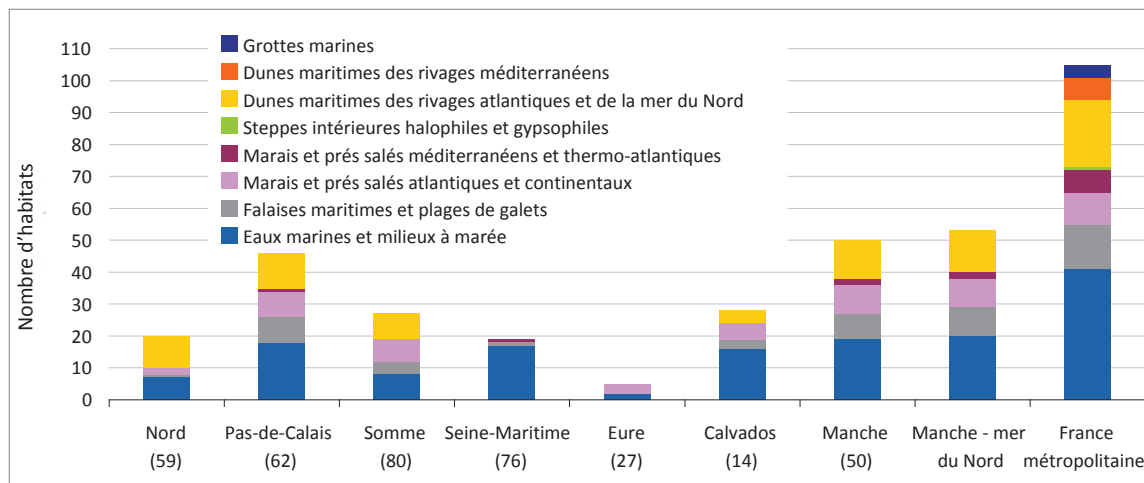 110
100
90
80
70
60
50
40
30
20
10
0
Nombre d'habitats
Grottes marines
Dunes maritimes des rivages méditerranéens
Dunes maritimes des rivages atlantiques et de la mer du Nord
Steppes intérieures halophiles et gypsophiles
Marais et prés salés méditerranéens et thermo-atlantiques
Marais et prés salés atlantiques et continentaux
Falaises maritimes et plages de galets
Eaux marines et milieux à marée
Nord
(59)
Pas-de-Calais
(62)
Somme
(80)
Seine-Maritime
(76)
Eure
(27)
Calvados
(14)
Manche
(50)
Manche - mer
du Nord
France
métropolitaine